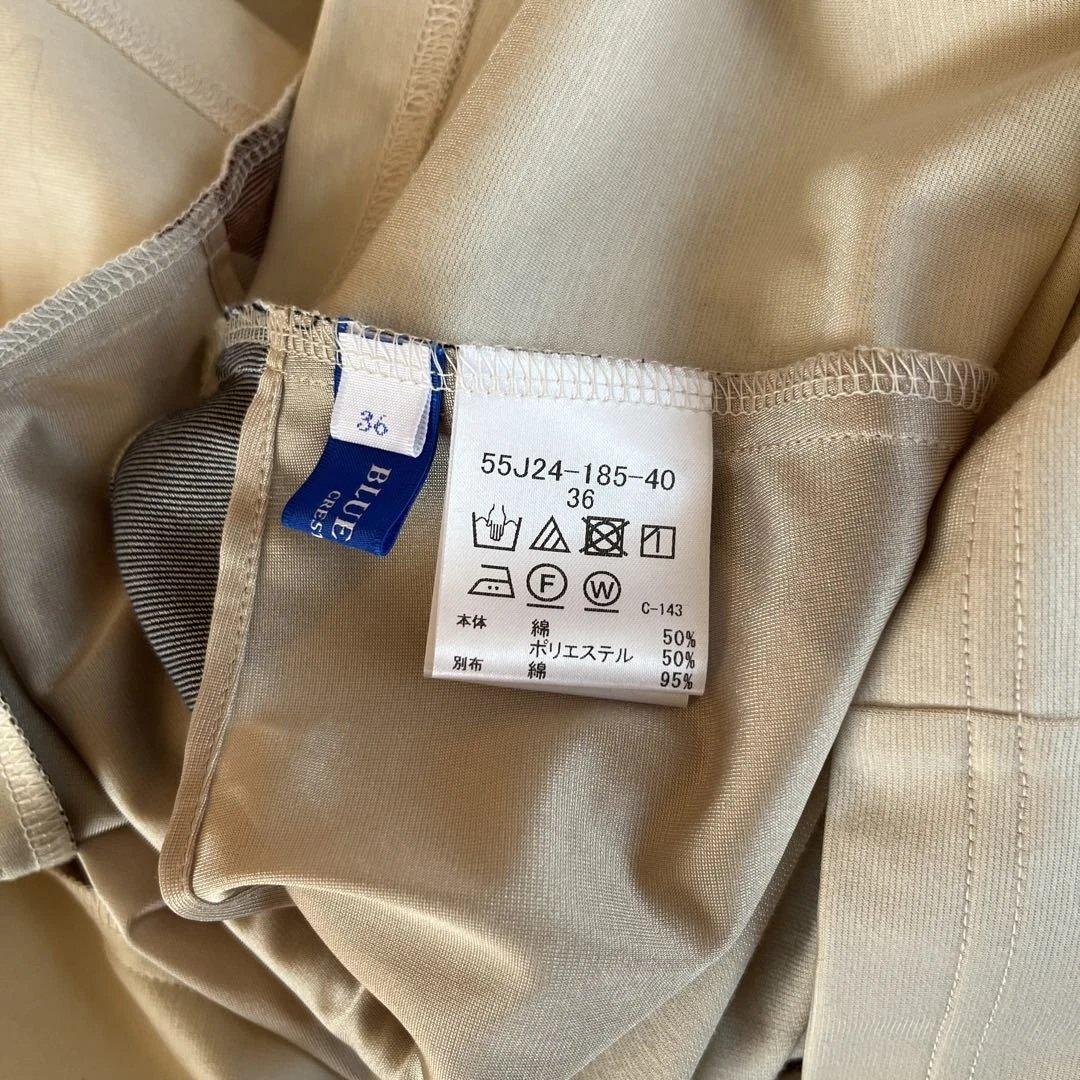 36
BLUE
CREST
55J24-185-40
36
F W C-143
本体 綿 50%
ポリエステル 50%
別布 綿 95%